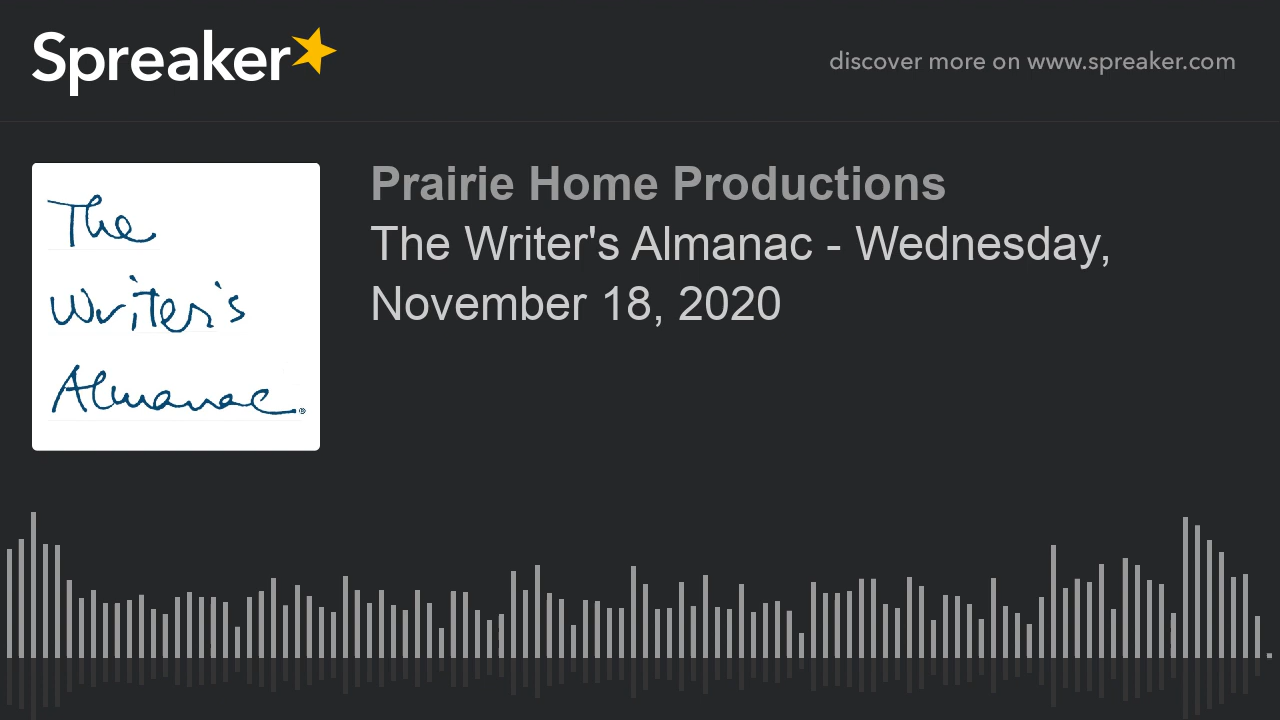 Spreaker
discover more on www.spreaker.com
The
Writer's
Almanac®
Prairie Home Productions
The Writer's Almanac - Wednesday,
November 18, 2020